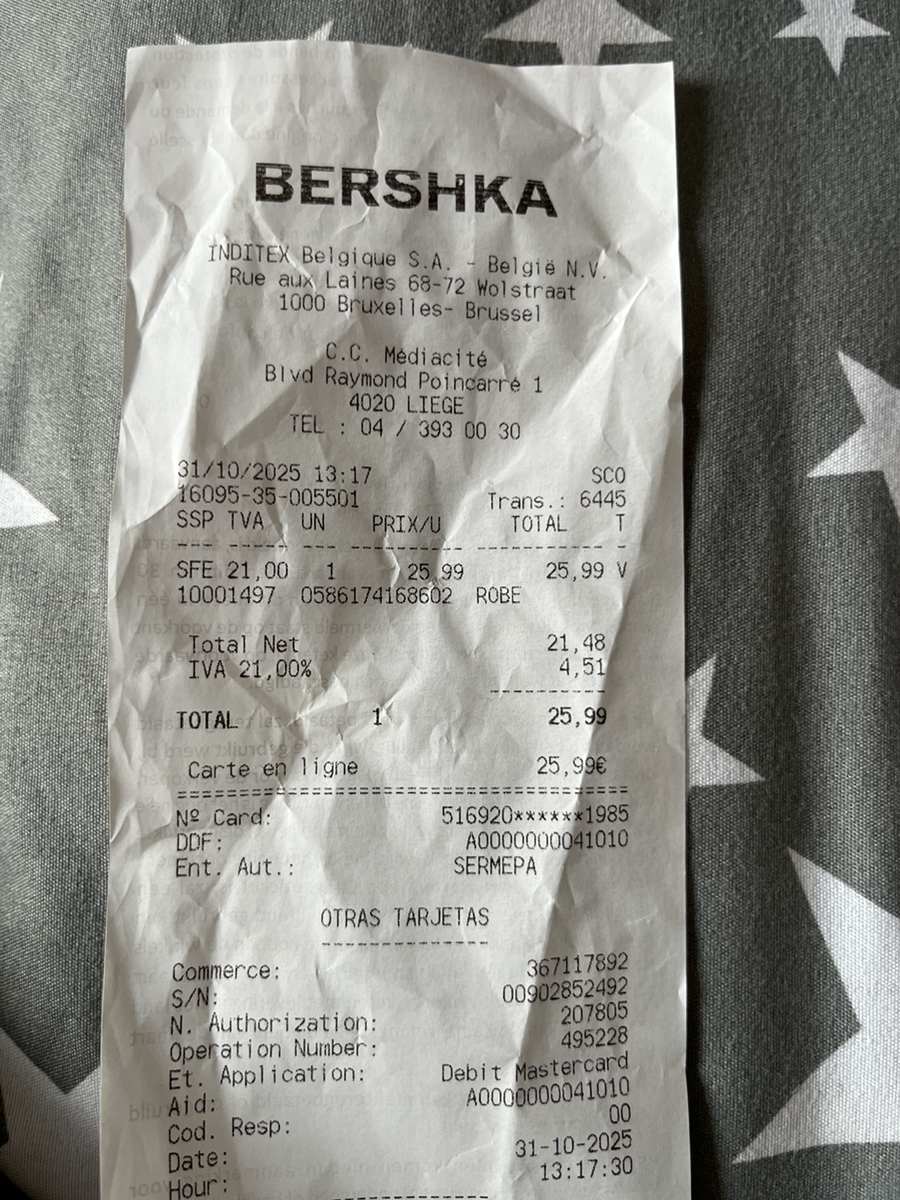 BERSHKA
INDITEX Belgique S.A. - België N.V.
Rue aux Laines 68-72 Wolstraat
1000 Bruxelles- Brussel
C.C. Médiacité
Blvd Raymond Poincarré 1
4020 LIEGE
TEL : 04 / 393 00 30
31/10/2025 13:17 SCO
16095-35-005501 Trans.: 6445
SSP TVA UN PRIX/U TOTAL T
--- ----- --- ---------- ----------- -
SFE 21,00 1 25,99 25,99 V
10001497 0586174168602 ROBE
Total Net 21,48
IVA 21,00% 4,51
----------
TOTAL 1 25,99
Carte en ligne 25,99€
========================================
Nº Card: 516920******1985
DDF: A0000000041010
Ent. Aut.: SERMEPA
OTRAS TARJETAS
---------------
Commerce: 367117892
S/N: 00902852492
N. Authorization: 207805
Operation Number: 495228
Et. Application: Debit Mastercard
Aid: A0000000041010
Cod. Resp: 00
Date: 31-10-2025
Hour: 13:17:30